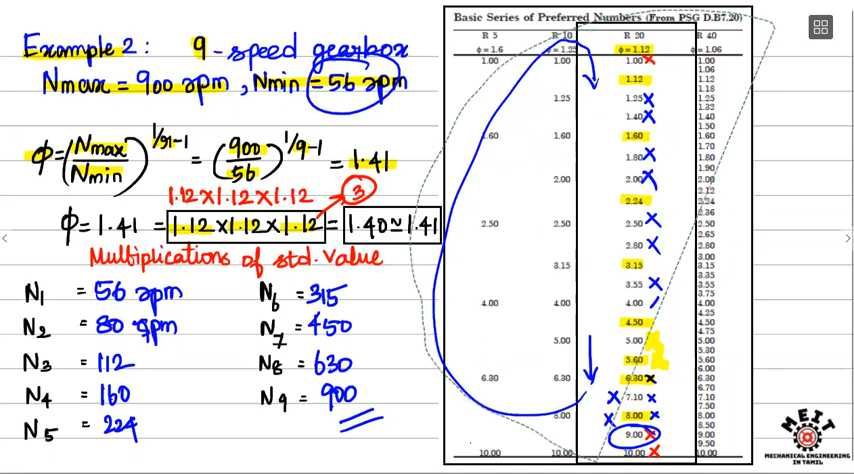 Example 2 : 9 - speed gearbox
Nmax = 900 rpm , Nmin = 56 rpm
ϕ = (Nmax/Nmin)^1/n-1 = (900/56)^1/9-1 = 1.41
1.12 x 1.12 x 1.12 3
ϕ = 1.41 = 1.12 x 1.12 x 1.12 = 1.40 ≃ 1.41
Multiplications of std. value
N1 = 56 rpm N6 = 315
N2 = 80 rpm N7 = 450
N3 = 112 N8 = 630
N4 = 160 N9 = 900
N5 = 224
Basic Series of Preferred Numbers (From PSG D.B7.20)
R 5 R 10 R 20 R 40
ϕ = 1.6 ϕ = 1.25 ϕ = 1.12 ϕ = 1.06
1.00 1.00 1.00 1.00
1.06
1.12 1.12
1.18
1.25 1.25 1.25
1.32
1.40 1.40
1.50
1.60 1.60 1.60 1.60
1.70
1.80 1.80
1.90
2.00 2.00 2.00
2.12
2.24 2.24
2.36
2.50 2.50 2.50 2.50
2.65
2.80 2.80
3.00
3.15 3.15 3.15
3.35
3.55 3.55
3.75
4.00 4.00 4.00 4.00
4.25
4.50 4.50
4.75
5.00 5.00 5.00
5.30
5.60 5.60
6.00
6.30 6.30 6.30 6.30
6.70
7.10 7.10
7.50
8.00 8.00 8.00
8.50
9.00 9.00
9.50
10.00 10.00 10.00 10.00
MEIT
MECHANICAL ENGINEERING
IN TAMIL